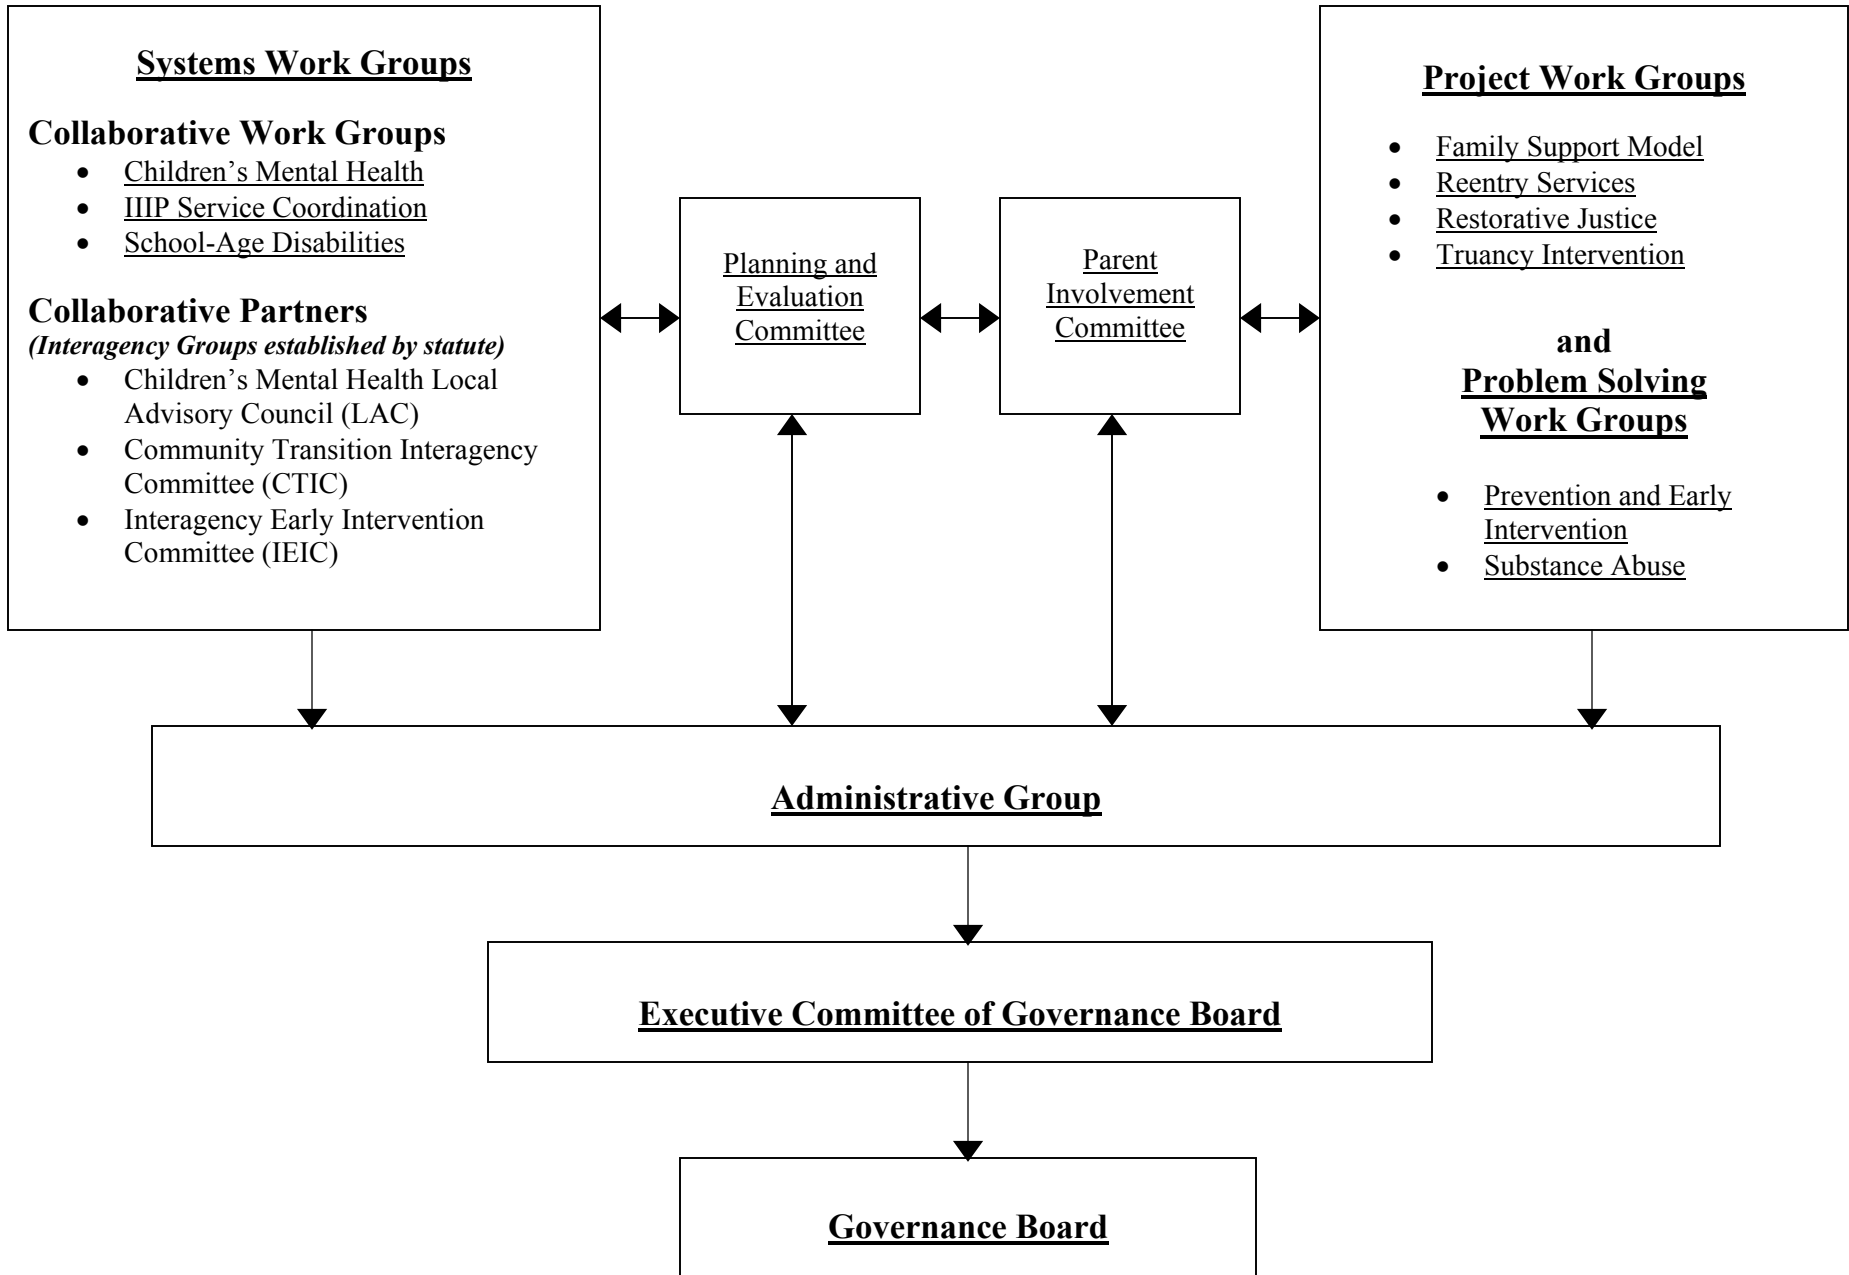 Systems Work Groups
Collaborative Work Groups
• Children’s Mental Health
• IIIP Service Coordination
• School-Age Disabilities
Collaborative Partners
(Interagency Groups established by statute)
• Children’s Mental Health Local
Advisory Council (LAC)
• Community Transition Interagency
Committee (CTIC)
• Interagency Early Intervention
Committee (IEIC)
Planning and
Evaluation
Committee
Parent
Involvement
Committee
Project Work Groups
• Family Support Model
• Reentry Services
• Restorative Justice
• Truancy Intervention
and
Problem Solving
Work Groups
• Prevention and Early
Intervention
• Substance Abuse
Administrative Group
Executive Committee of Governance Board
Governance Board